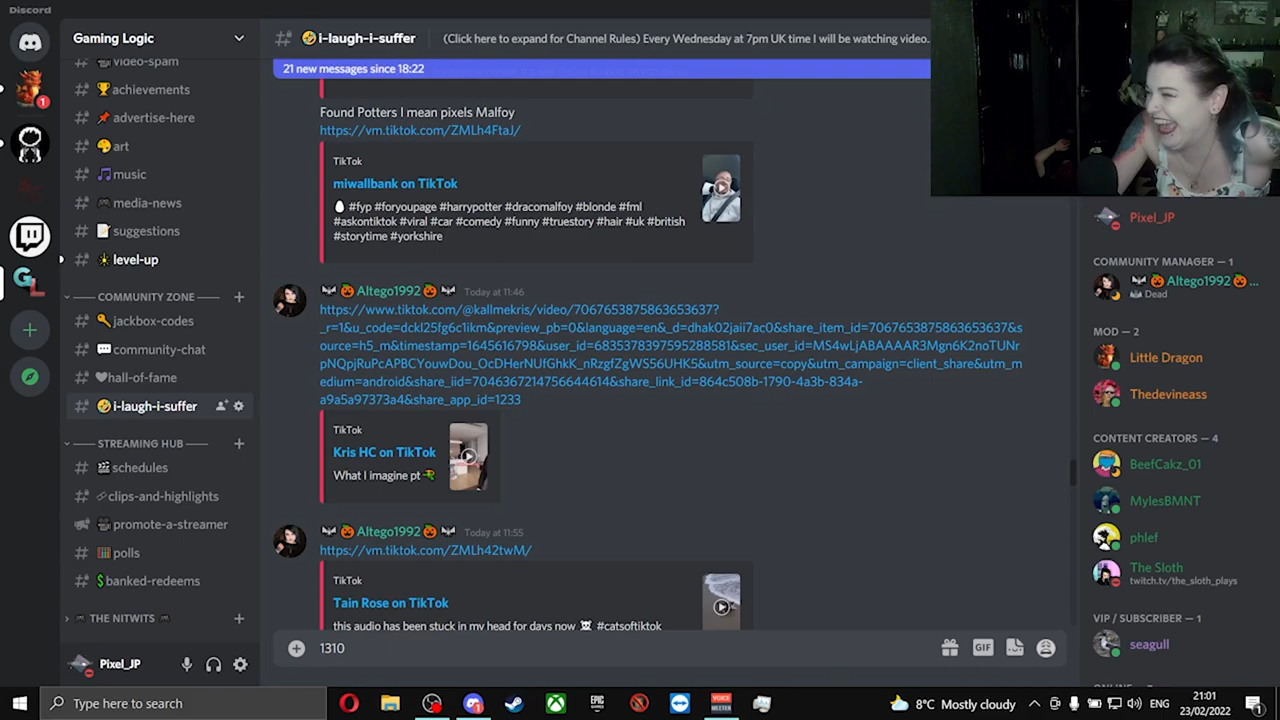 Discord
Gaming Logic
video-spam
achievements
advertise-here
art
music
media-news
suggestions
level-up
COMMUNITY ZONE
jackbox-codes
community-chat
hall-of-fame
i-laugh-i-suffer
STREAMING HUB
schedules
clips-and-highlights
promote-a-streamer
polls
banked-redeems
THE NITWITS
Pixel_JP
i-laugh-i-suffer
(Click here to expand for Channel Rules) Every Wednesday at 7pm UK time I will be watching video...
21 new messages since 18:22
Found Potters I mean pixels Malfoy
https://vm.tiktok.com/ZMLh4FtaJ/
TikTok
miwallbank on TikTok
#fyp #foryoupage #harrypotter #dracomalfoy #blonde #fml
#askontiktok #viral #car #comedy #funny #truestory #hair #uk #british
#storytime #yorkshire
Altego1992 Today at 11:46
https://www.tiktok.com/@kallmekris/video/7067653875863653637?
_r=1&u_code=dckl25fg6c1ikm&preview_pb=0&language=en&_d=dhak02jaii7ac0&share_item_id=7067653875863653637&s
ource=h5_m&timestamp=1645616798&user_id=6835378397595288581&sec_user_id=MS4wLjABAAAAR3Mgn6K2noTUNr
pNQpjRuPcAPBCYouwDou_OcDHerNUfGhkK_nRzgfZgWS56UHK5&utm_source=copy&utm_campaign=client_share&utm_m
edium=android&share_iid=7046367214756644614&share_link_id=864c508b-1790-4a3b-834a-
a9a5a97373a4&share_app_id=1233
TikTok
Kris HC on TikTok
What I imagine pt
Altego1992 Today at 11:55
https://vm.tiktok.com/ZMLh42twM/
TikTok
Tain Rose on TikTok
this audio has been stuck in my head for days now #catsoftiktok
1310
GIF
Pixel_JP
COMMUNITY MANAGER — 1
Altego1992 ...
Dead
MOD — 2
Little Dragon
Thedevineass
CONTENT CREATORS — 4
BeefCakz_01
MylesBMNT
phlef
The Sloth
twitch.tv/the_sloth_plays
VIP / SUBSCRIBER — 1
seagull
Type here to search
EPIC
GAMES
VOICE
MEETER
8°C Mostly cloudy
ENG
21:01
23/02/2022
1